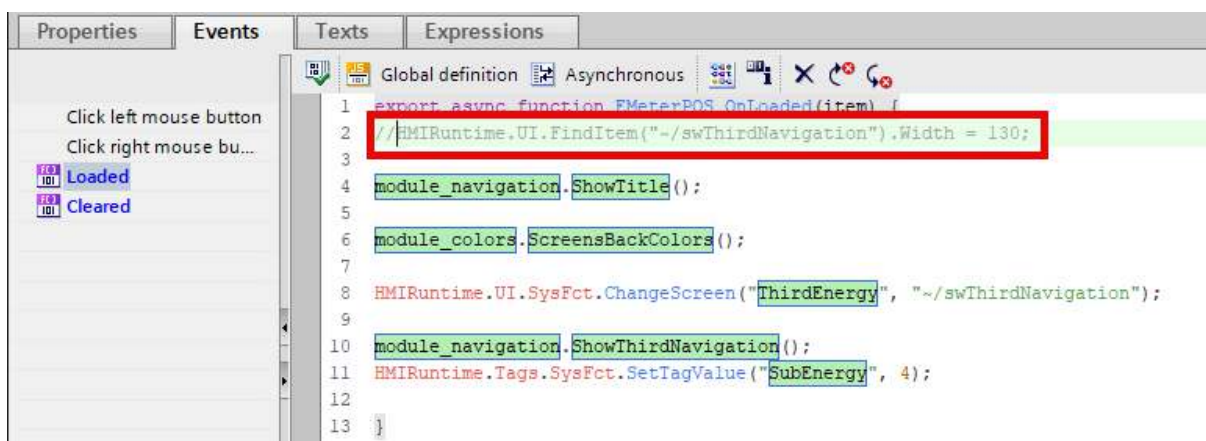 Properties Events Texts Expressions
Global definition Asynchronous
Click left mouse button
Click right mouse bu...
Loaded
Cleared
1 export async function EMeterPOS_OnLoaded(item) {
2 //HMIRuntime.UI.FindItem("~/swThirdNavigation").Width = 130;
3
4 module_navigation.ShowTitle();
5
6 module_colors.ScreensBackColors();
7
8 HMIRuntime.UI.SysFct.ChangeScreen("ThirdEnergy", "~/swThirdNavigation");
9
10 module_navigation.ShowThirdNavigation();
11 HMIRuntime.Tags.SysFct.SetTagValue("SubEnergy", 4);
12
13 }